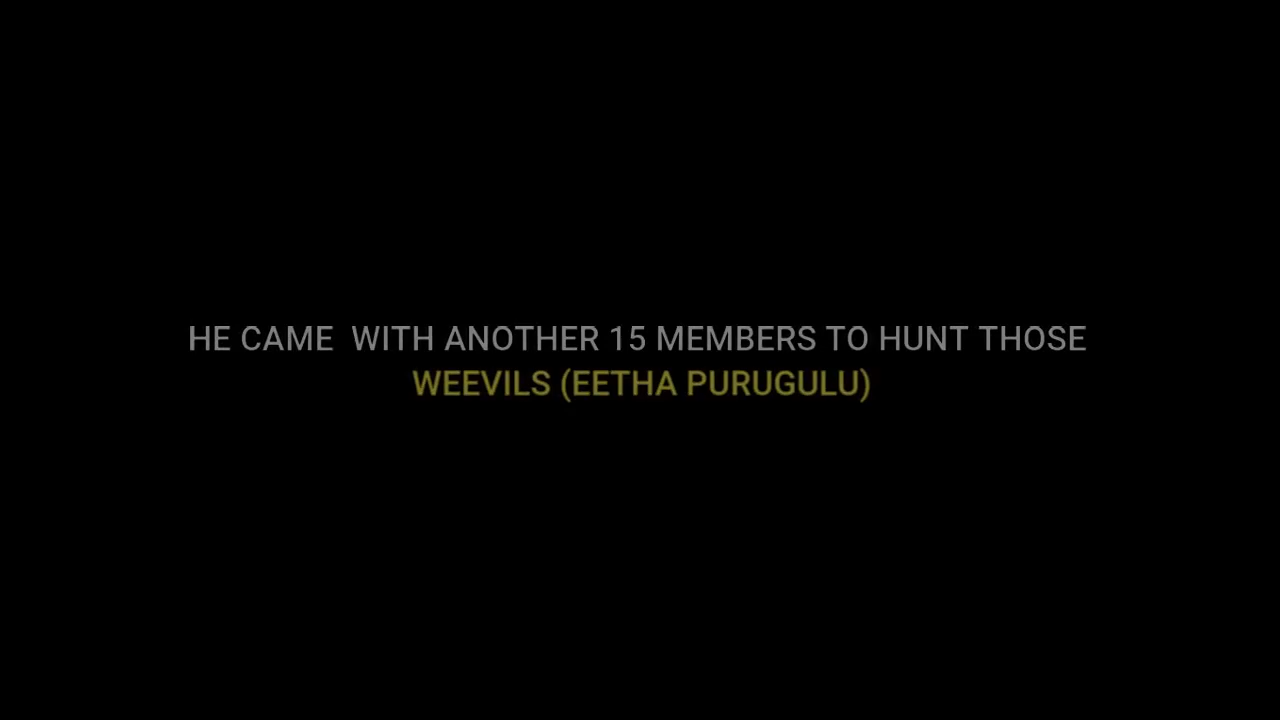 HE CAME  WITH ANOTHER 15 MEMBERS TO HUNT THOSE
WEEVILS (EETHA PURUGULU)